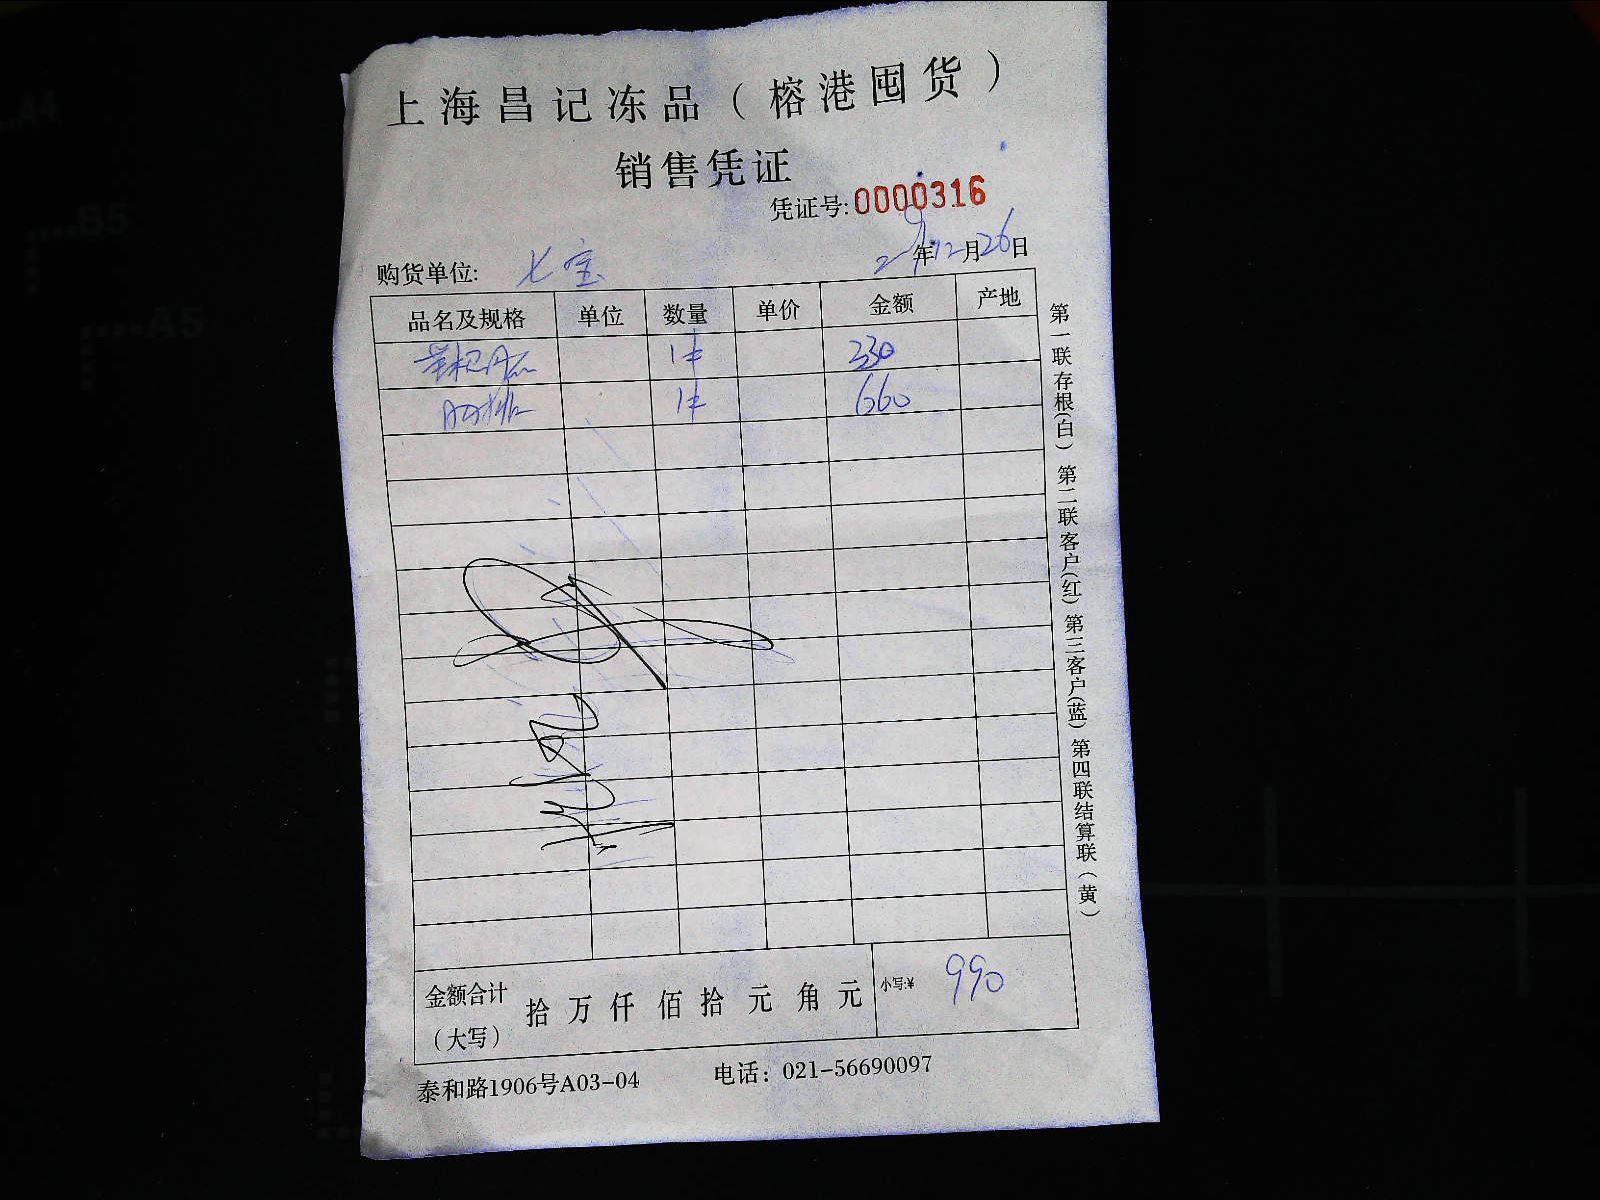 上海昌记冻品（榕港囤货）
销售凭证
凭证号:0000316
购货单位: 七宝 年12月26日
品名及规格 单位 数量 单价 金额 产地
1件 330
1件 660
金额合计（大写） 拾 万 仟 佰 拾 元 角 元 小写:¥ 990
泰和路1906号A03-04 电话：021-56690097
第一联存根(白) 第二联客户(红) 第三客户(蓝) 第四联结算联(黄)